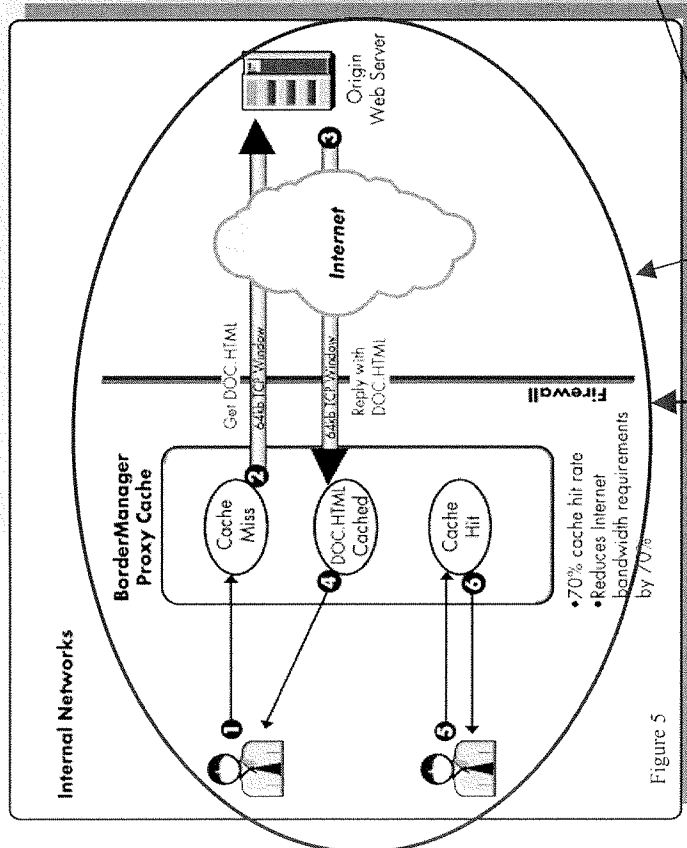 Internal Networks
BorderManager
Proxy Cache
1
Cache
Miss
2
Get DOC.HTML
64kb TCP Window
Internet
Origin
Web Server
3
64kb TCP Window
Reply with
DOC.HTML
DOC.HTML
Cached
4
5
Cache
Hit
6
Firewall
•70% cache hit rate
•Reduces Internet
bandwidth requirements
by 70%
Figure 5